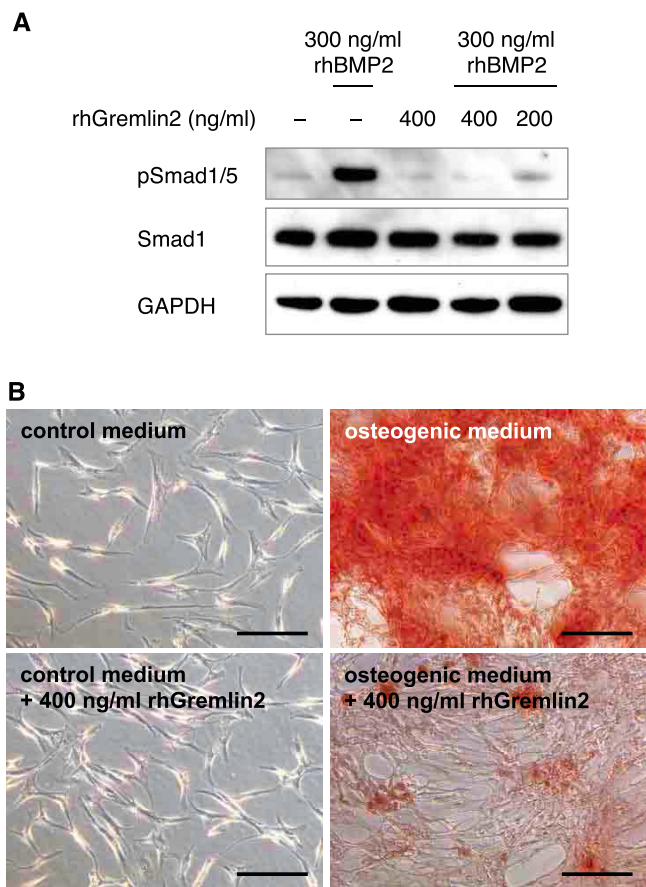 A
300 ng/ml 300 ng/ml
rhBMP2 rhBMP2
rhGremlin2 (ng/ml) – – 400 400 200
pSmad1/5
Smad1
GAPDH
B
control medium
osteogenic medium
control medium
+ 400 ng/ml rhGremlin2
osteogenic medium
+ 400 ng/ml rhGremlin2